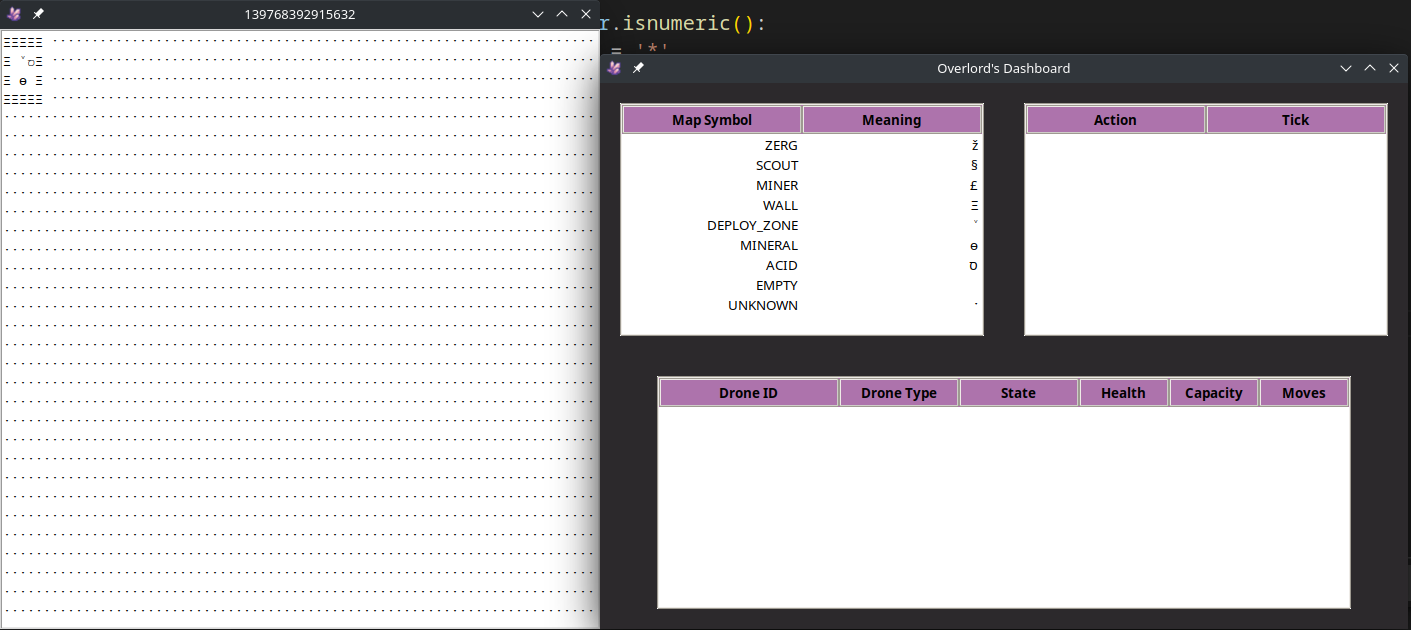 139768392915632
ΞΞΞΞΞ
Ξ ˇפΞ
Ξ ɵ Ξ
ΞΞΞΞΞ
r.isnumeric():
= '*'
Overlord's Dashboard
Map Symbol Meaning
ZERG ž
SCOUT §
MINER £
WALL Ξ
DEPLOY_ZONE ˇ
MINERAL ɵ
ACID
EMPTY
UNKNOWN ·
Action Tick
Drone ID Drone Type State Health Capacity Moves